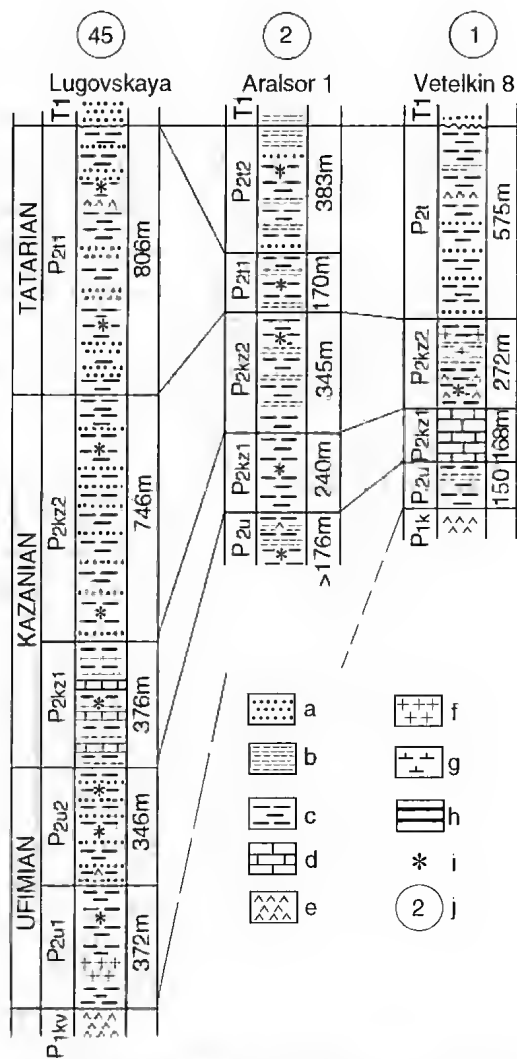 45
2
1
Lugovskaya
Aralsor 1
Vetelkin 8
T1
T1
T1
TATARIAN
P2t1
806m
P2t2
383m
P2t1
170m
P2t
575m
KAZANIAN
P2kz2
746m
P2kz2
345m
P2kz2
272m
P2kz1
376m
P2kz1
240m
P2kz1
168m
UFIMIAN
P2u2
346m
P2u
>176m
P2u
150
P2u1
372m
P1k
P1kv
a
b
c
d
e
f
g
h
i
2
j